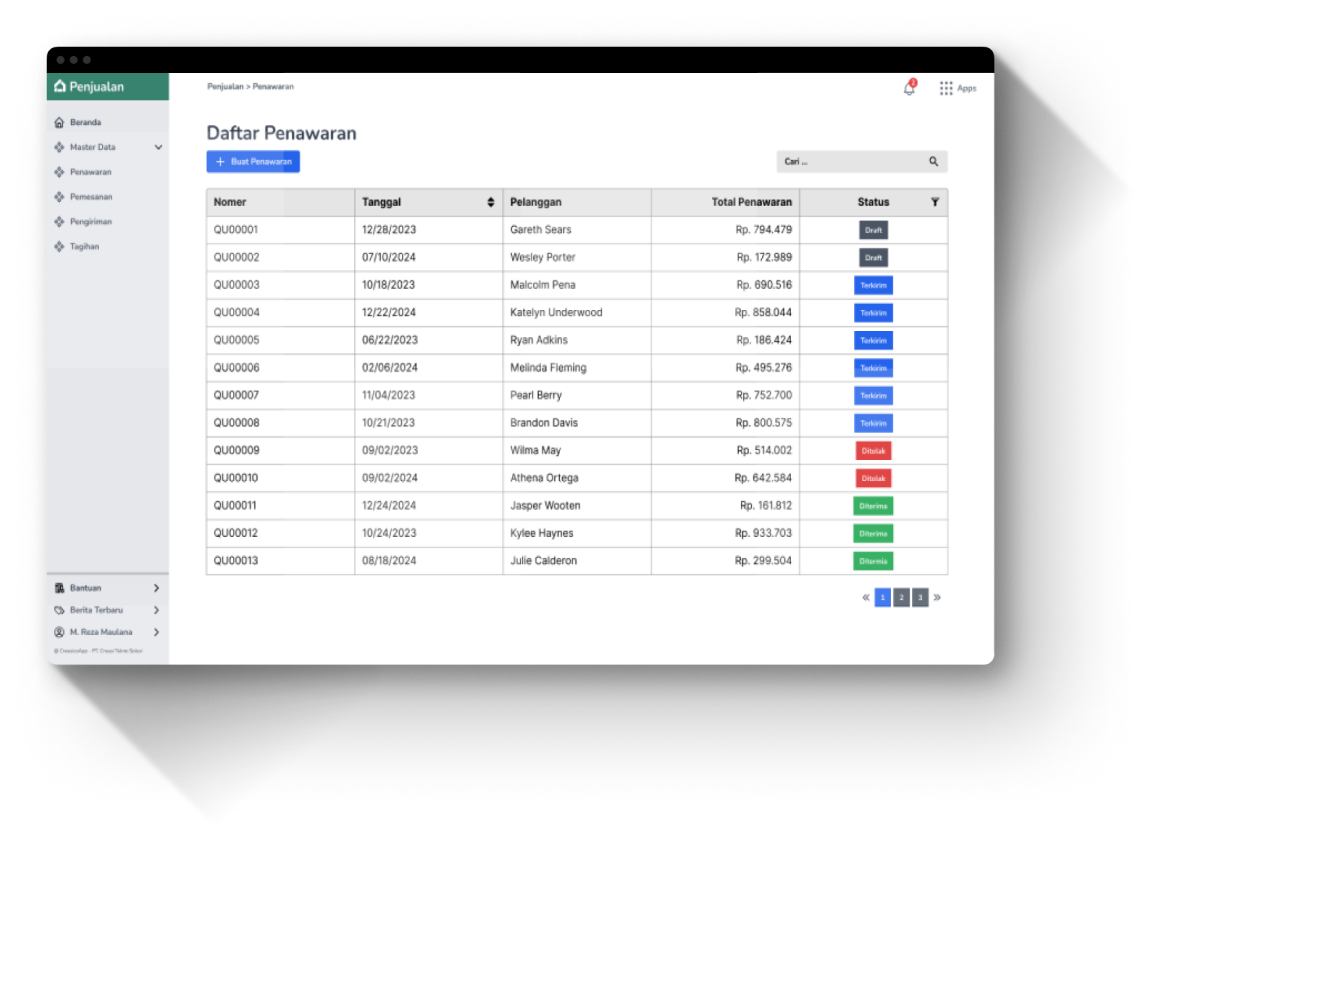 Penjualan
Penjualan > Penawaran
2
Apps
Beranda
Master Data
Penawaran
Pemesanan
Pengiriman
Tagihan
Daftar Penawaran
+ Buat Penawaran
Cari ...
Nomer Tanggal Pelanggan Total Penawaran Status
QU00001 12/28/2023 Gareth Sears Rp. 794.479 Draft
QU00002 07/10/2024 Wesley Porter Rp. 172.989 Draft
QU00003 10/18/2023 Malcolm Pena Rp. 690.516 Terkirim
QU00004 12/22/2024 Katelyn Underwood Rp. 858.044 Terkirim
QU00005 06/22/2023 Ryan Adkins Rp. 186.424 Terkirim
QU00006 02/06/2024 Melinda Fleming Rp. 495.276 Terkirim
QU00007 11/04/2023 Pearl Berry Rp. 752.700 Terkirim
QU00008 10/21/2023 Brandon Davis Rp. 800.575 Terkirim
QU00009 09/02/2023 Wilma May Rp. 514.002 Ditolak
QU00010 09/02/2024 Athena Ortega Rp. 642.584 Ditolak
QU00011 12/24/2024 Jasper Wooten Rp. 161.812 Diterima
QU00012 10/24/2023 Kylee Haynes Rp. 933.703 Diterima
QU00013 08/18/2024 Julie Calderon Rp. 299.504 Ditermia
« 1 2 3 »
Bantuan
Berita Terbaru
M. Reza Maulana